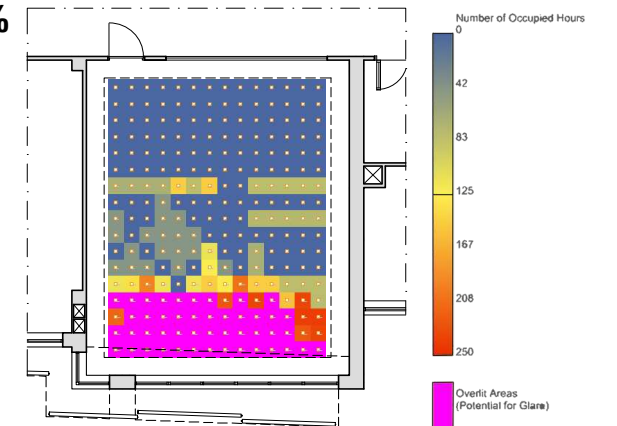 %
Number of Occupied Hours
0
42
83
125
167
208
250
Overlit Areas
(Potential for Glare)